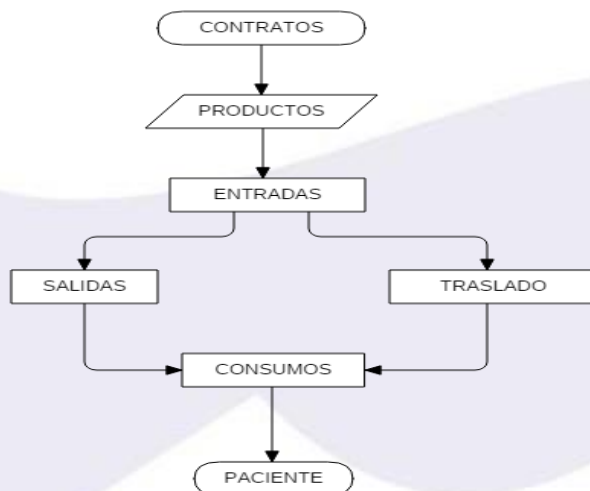 CONTRATOS
PRODUCTOS
ENTRADAS
SALIDAS
TRASLADO
CONSUMOS
PACIENTE